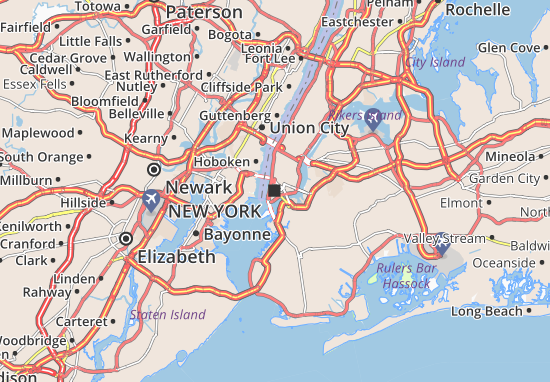 Totowa
Paterson
Pelham
Rochelle
Fairfield
Garfield
Bogota
Eastchester
Little Falls
Leonia
Cedar Grove
Wallington
Fort Lee
City Island
Glen Cove
Caldwell
East Rutherford
Essex Fells
Nutley
Cliffside Park
Bloomfield
Belleville
Guttenberg
Rikers Island
Maplewood
Kearny
Union City
South Orange
Hoboken
Mineola
Millburn
Newark
Garden City
Hillside
NEW YORK
Elmont
North
Kenilworth
Bayonne
Valley Stream
Baldwi
Cranford
Clark
Elizabeth
Oceanside
Linden
Rulers Bar
Hassock
Rahway
Carteret
Staten Island
Long Beach
Woodbridge
en
dison